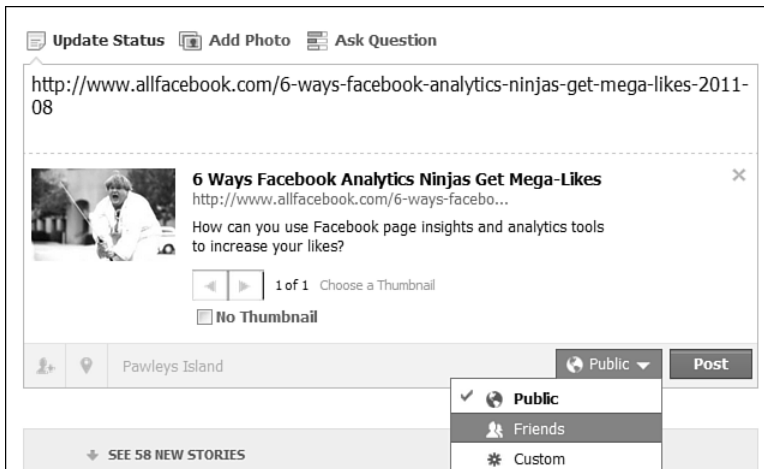 Update Status Add Photo Ask Question
http://www.allfacebook.com/6-ways-facebook-analytics-ninjas-get-mega-likes-2011-
08
6 Ways Facebook Analytics Ninjas Get Mega-Likes
http://www.allfacebook.com/6-ways-facebo...
How can you use Facebook page insights and analytics tools
to increase your likes?
1 of 1 Choose a Thumbnail
No Thumbnail
Pawleys Island Public Post
Public
Friends
SEE 58 NEW STORIES
Custom